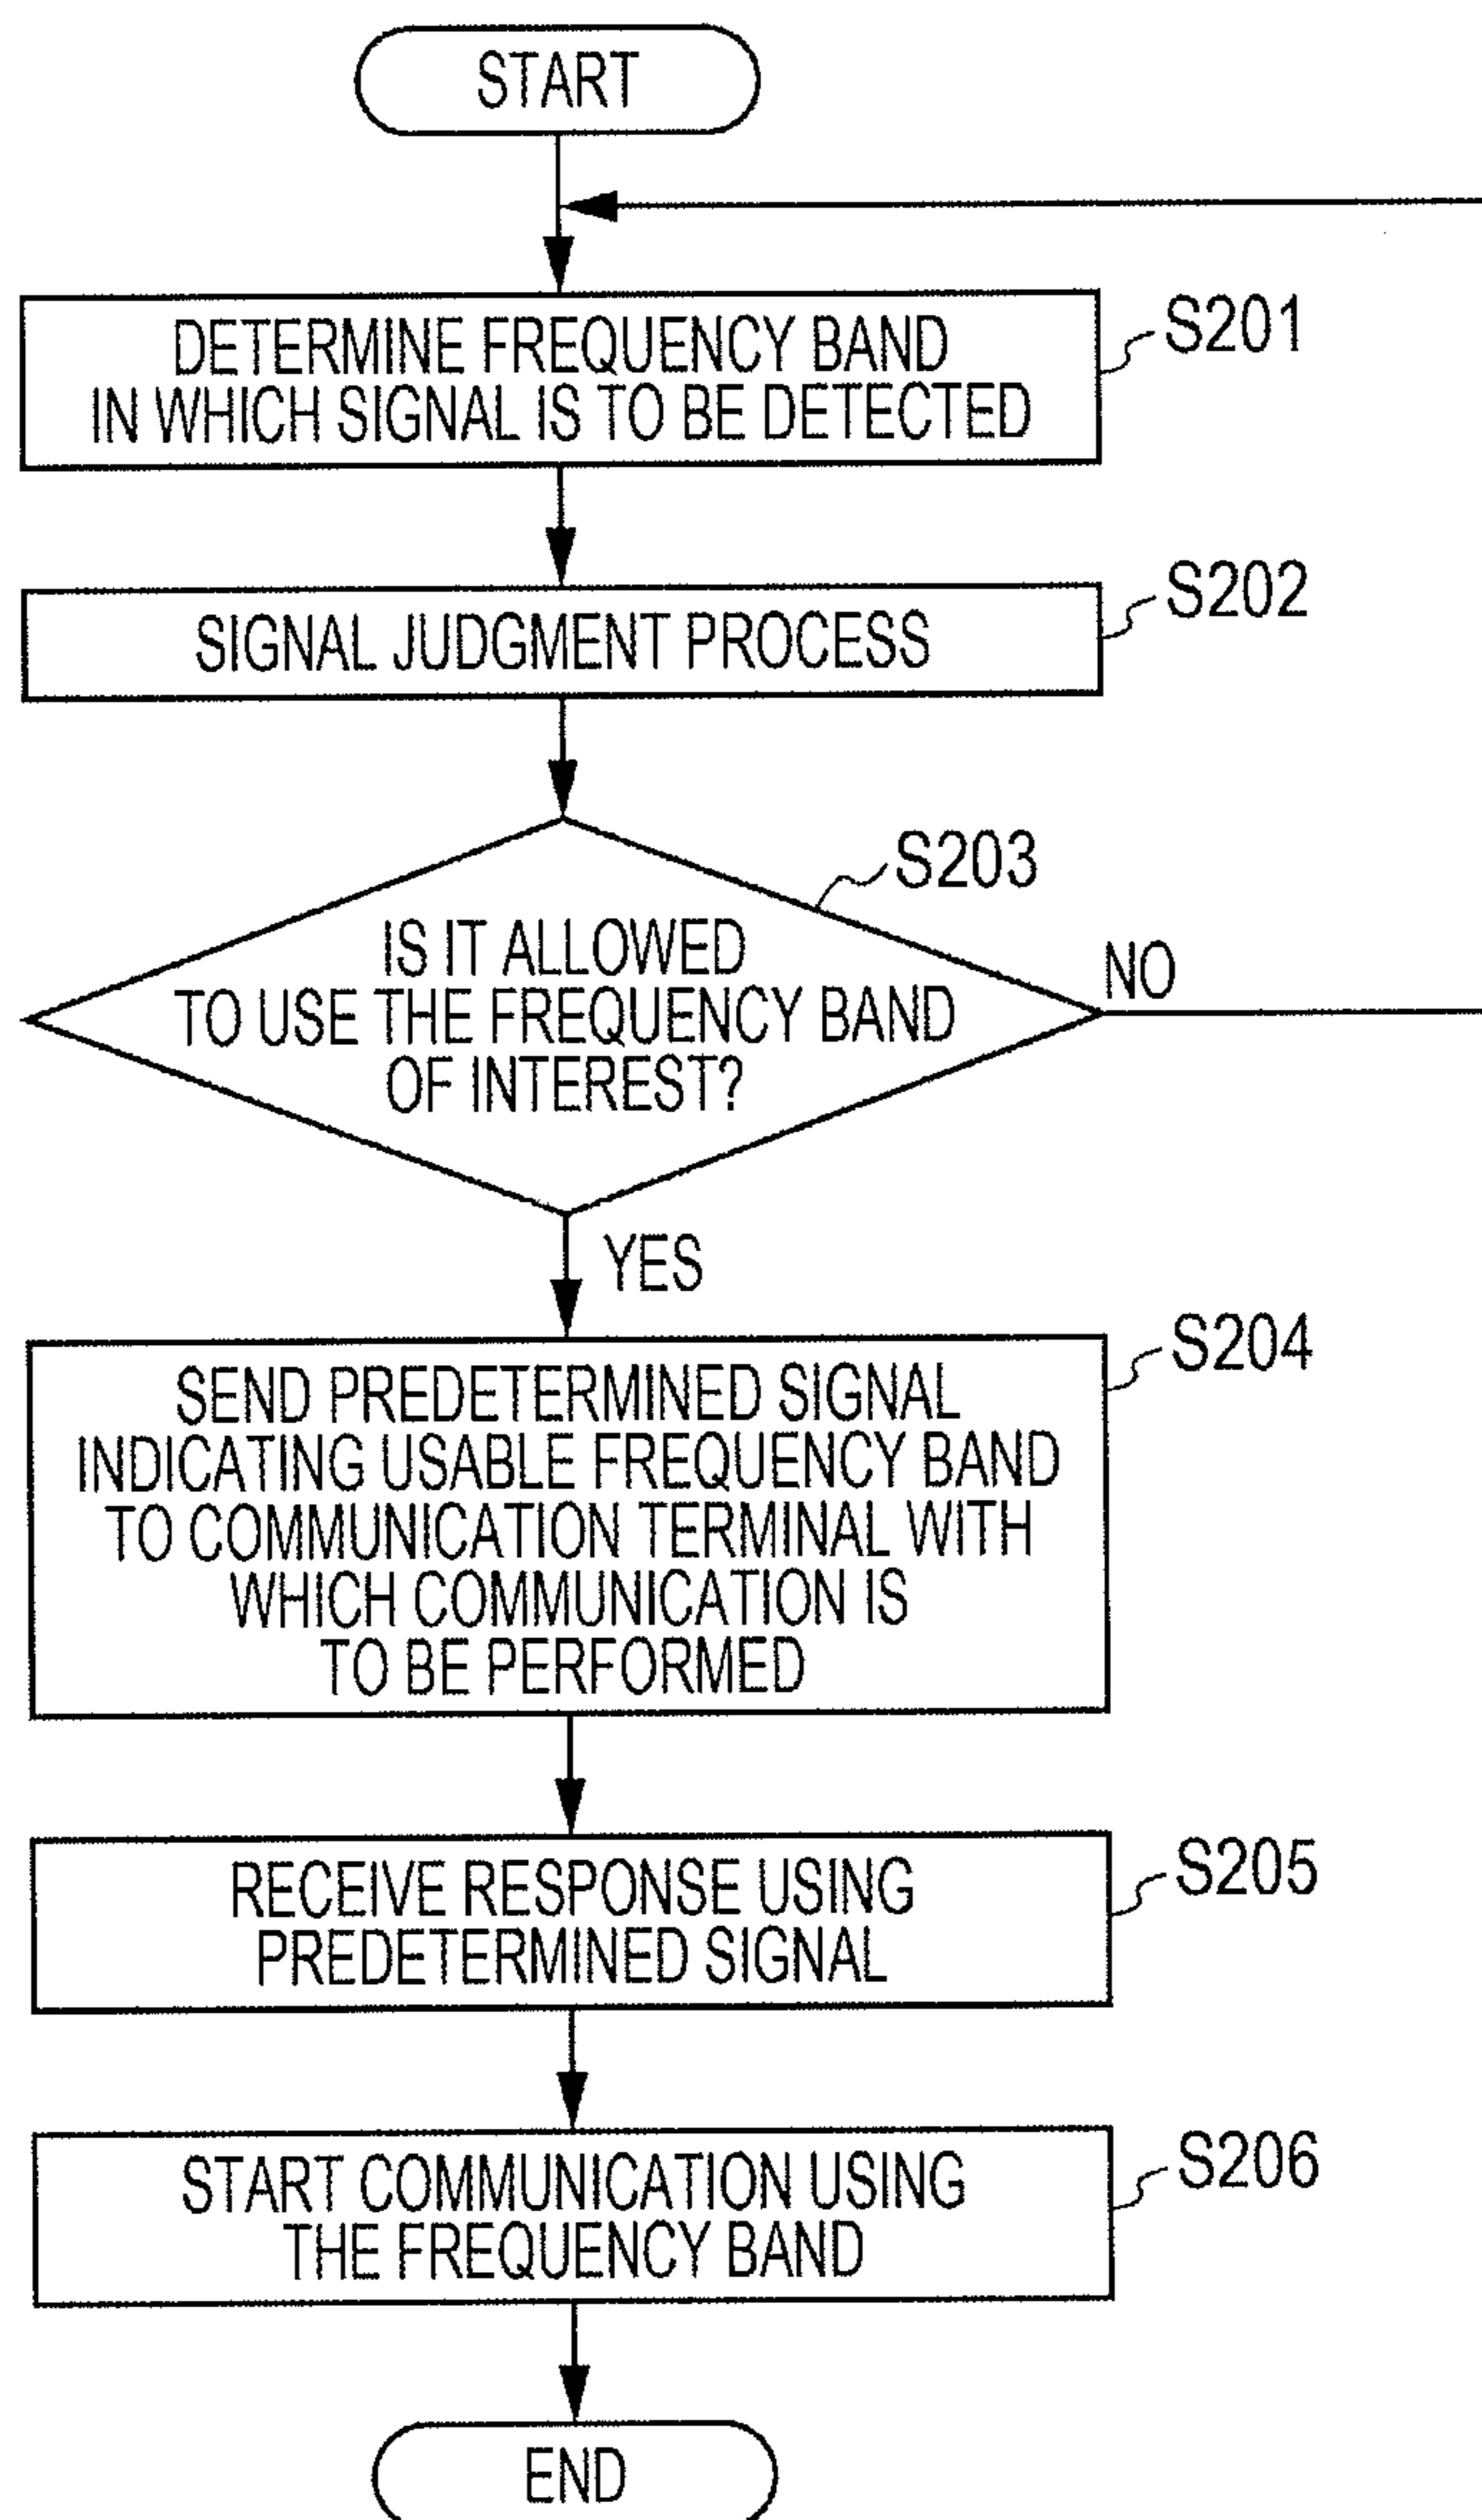 START
DETERMINE FREQUENCY BAND
IN WHICH SIGNAL IS TO BE DETECTED
S201
SIGNAL JUDGMENT PROCESS
S202
S203
IS IT ALLOWED
TO USE THE FREQUENCY BAND
OF INTEREST?
NO
YES
SEND PREDETERMINED SIGNAL
INDICATING USABLE FREQUENCY BAND
TO COMMUNICATION TERMINAL WITH
WHICH COMMUNICATION IS
TO BE PERFORMED
S204
RECEIVE RESPONSE USING
PREDETERMINED SIGNAL
S205
START COMMUNICATION USING
THE FREQUENCY BAND
S206
END